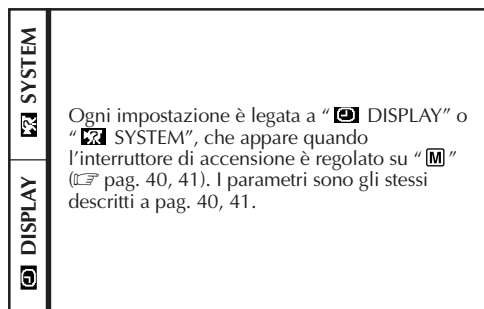 SYSTEM
DISPLAY
Ogni impostazione è legata a “ DISPLAY” o
“ SYSTEM”, che appare quando
l’interruttore di accensione è regolato su “M”
(☞ pag. 40, 41). I parametri sono gli stessi
descritti a pag. 40, 41.